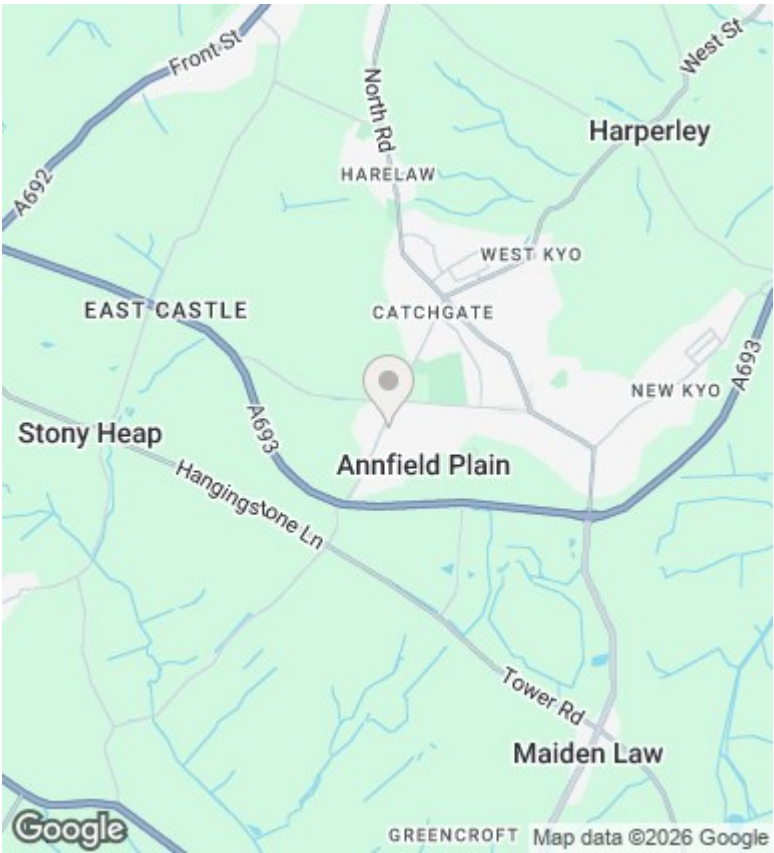 Front St
West St
North Rd
Harperley
HARELAW
A692
WEST KYO
EAST CASTLE
CATCHGATE
A693
NEW KYO
A693
Stony Heap
Annfield Plain
Hangingstone Ln
Tower Rd
Maiden Law
Google
GREENCROFT
Map data ©2026 Google